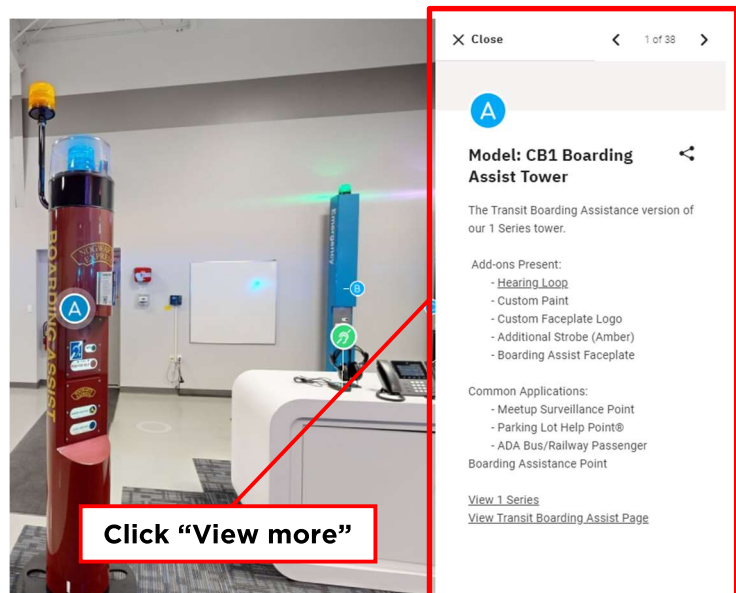 BOARDING ASSIST
A
Emergency
B
Click “View more”
Close
1 of 38
A
Model: CB1 Boarding
Assist Tower
The Transit Boarding Assistance version of
our 1 Series tower.
Add-ons Present:
- Hearing Loop
- Custom Paint
- Custom Faceplate Logo
- Additional Strobe (Amber)
- Boarding Assist Faceplate
Common Applications:
- Meetup Surveillance Point
- Parking Lot Help Point®
- ADA Bus/Railway Passenger
Boarding Assistance Point
View 1 Series
View Transit Boarding Assist Page